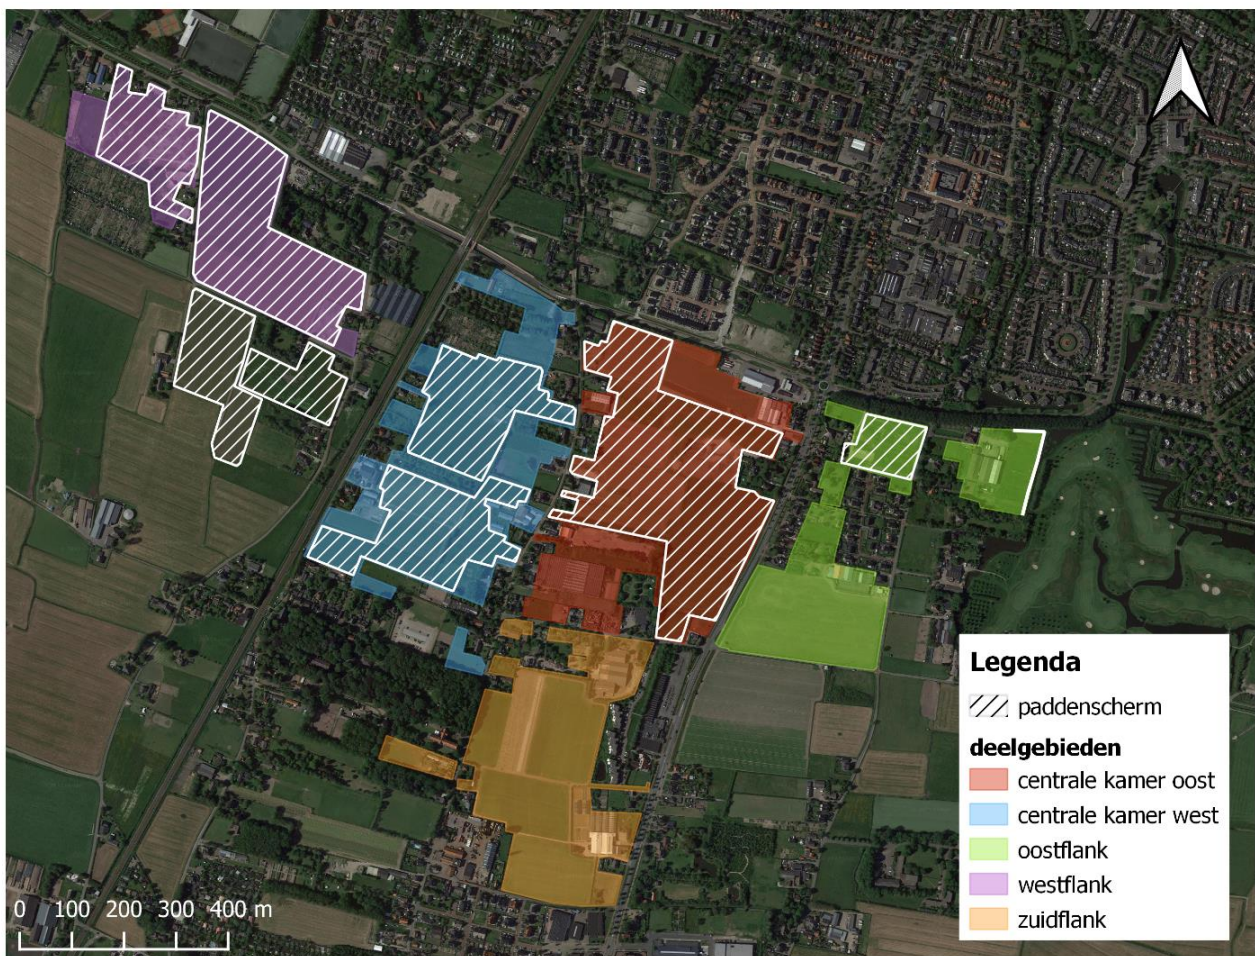 Legenda
paddenscherm
deelgebieden
centrale kamer oost
centrale kamer west
oostflank
westflank
zuidflank
0 100 200 300 400 m